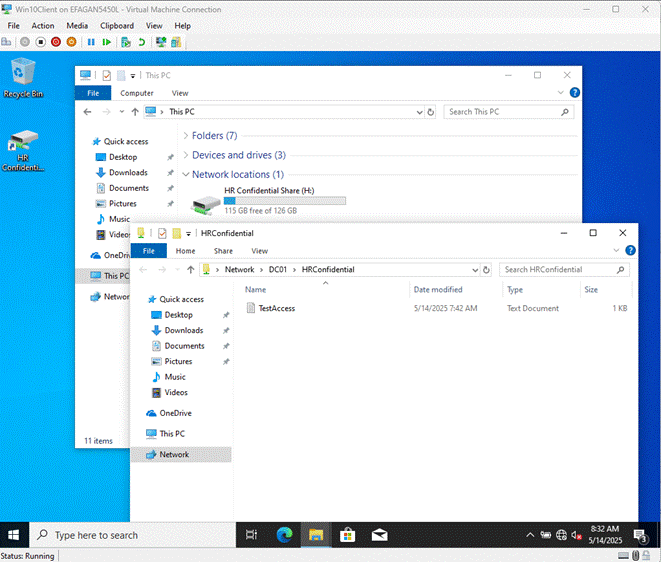 Win10Client on EFAGAN5450L - Virtual Machine Connection
File Action Media Clipboard View Help
Recycle Bin
HR
Confidenti...
This PC
File Computer View
This PC
Search This PC
Quick access
Desktop
Downloads
Documents
Pictures
Music
Videos
OneDrive
This PC
Network
11 items
Folders (7)
Devices and drives (3)
Network locations (1)
HR Confidential Share (H:)
115 GB free of 126 GB
HRConfidential
File Home Share View
Network DC01 HRConfidential
Search HRConfidential
Quick access
Desktop
Downloads
Documents
Pictures
Music
Videos
OneDrive
This PC
Network
Name Date modified Type Size
TestAccess 5/14/2025 7:42 AM Text Document 1 KB
Type here to search
8:32 AM
5/14/2025
3
Status: Running